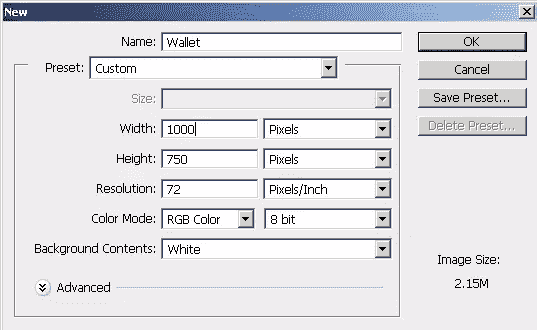 New
Name: Wallet
OK
Preset: Custom
Cancel
Size:
Save Preset...
Width: 1000 Pixels
Delete Preset...
Height: 750 Pixels
Resolution: 72 Pixels/Inch
Color Mode: RGB Color 8 bit
Background Contents: White
Image Size:
2.15M
Advanced